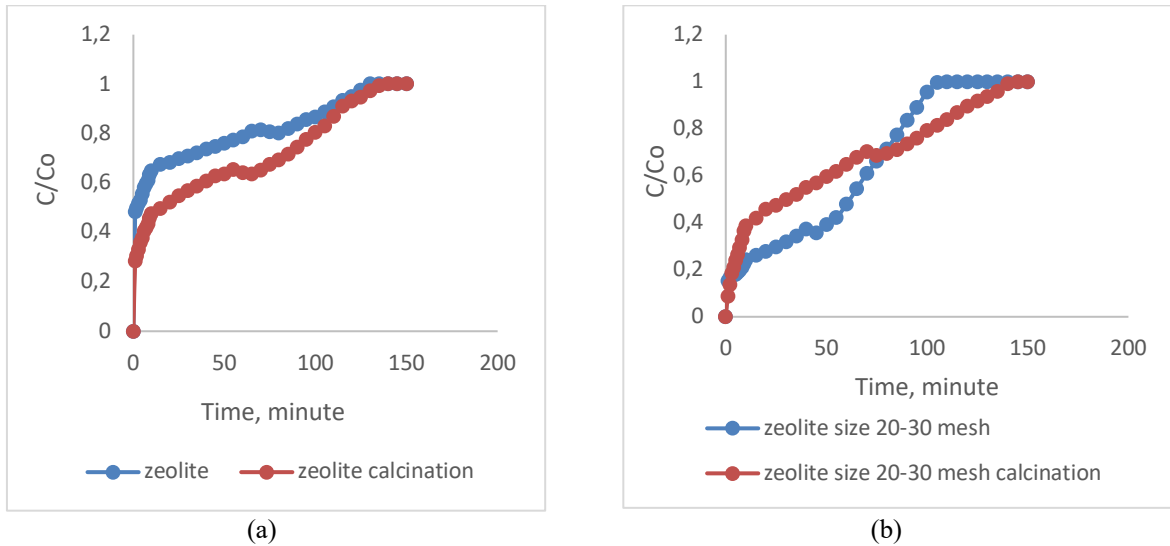 1,2
1
0,8
0,6
0,4
0,2
0
C/Co
0 50 100 150 200
Time, minute
zeolite zeolite calcination
(a)
1,2
1
0,8
0,6
0,4
0,2
0
C/Co
0 50 100 150 200
Time, minute
zeolite size 20-30 mesh
zeolite size 20-30 mesh calcination
(b)